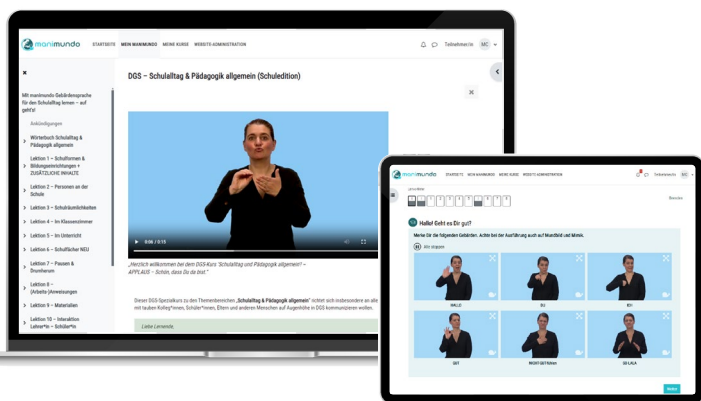 manimundo STARTSEITE MEIN MANIMUNDO MEINE KURSE WEBSITE-ADMINISTRATION Teilnehmer/in MC
DGS – Schulalltag & Pädagogik allgemein (Schuledition)
Mit manimundo Gebärdensprache
für den Schulalltag lernen – auf
geht's!
Ankündigungen
Wörterbuch Schulalltag &
Pädagogik allgemein
Lektion 1 – Schulformen &
Bildungseinrichtungen +
ZUSÄTZLICHE INHALTE
Lektion 2 – Personen an der
Schule
Lektion 3 – Schulräumlichkeiten
Lektion 4 – Im Klassenzimmer
Lektion 5 – Im Unterricht
Lektion 6 – Schulfächer NEU
Lektion 7 – Pausen &
Drumherum
Lektion 8 –
(Arbeits-)Anweisungen
Lektion 9 – Materialien
Lektion 10 – Interaktion
Lehrer*in – Schüler*in
0:06 / 0:15
„Herzlich willkommen bei dem DGS-Kurs "Schulalltag und Pädagogik allgemein"! –
APPLAUS – Schön, dass Du da bist."
Dieser DGS-Spezialkurs zu den Themenbereichen „Schulalltag & Pädagogik allgemein" richtet sich insbesondere an alle
mit tauben Kolleg*innen, Schüler*innen, Eltern und anderen Menschen auf Augenhöhe in DGS kommunizieren wollen.
Liebe Lernende,
manimundo STARTSEITE MEIN MANIMUNDO MEINE KURSE WEBSITE-ADMINISTRATION Teilnehmer/in MC
Hallo! Geht es Dir gut?
Merke Dir die folgenden Gebärden. Achte bei der Ausführung auch auf Mundbild und Mimik.
Alle stoppen
HALLO DU ICH
GUT NICHT-GUT SO-LALA
Weiter